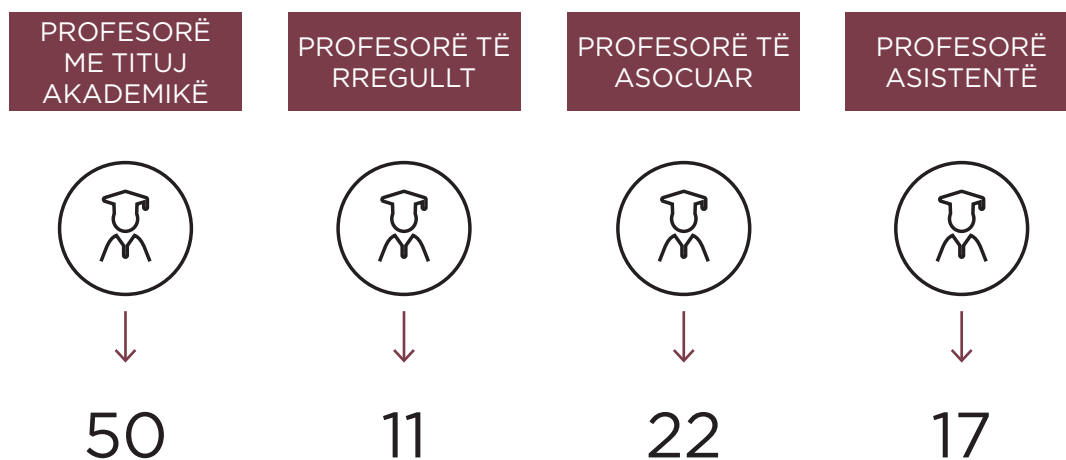 PROFESORË
ME TITUJ
AKADEMIKË
PROFESORË TË
RREGULLT
PROFESORË TË
ASOCUAR
PROFESORË
ASISTENTË
50
11
22
17